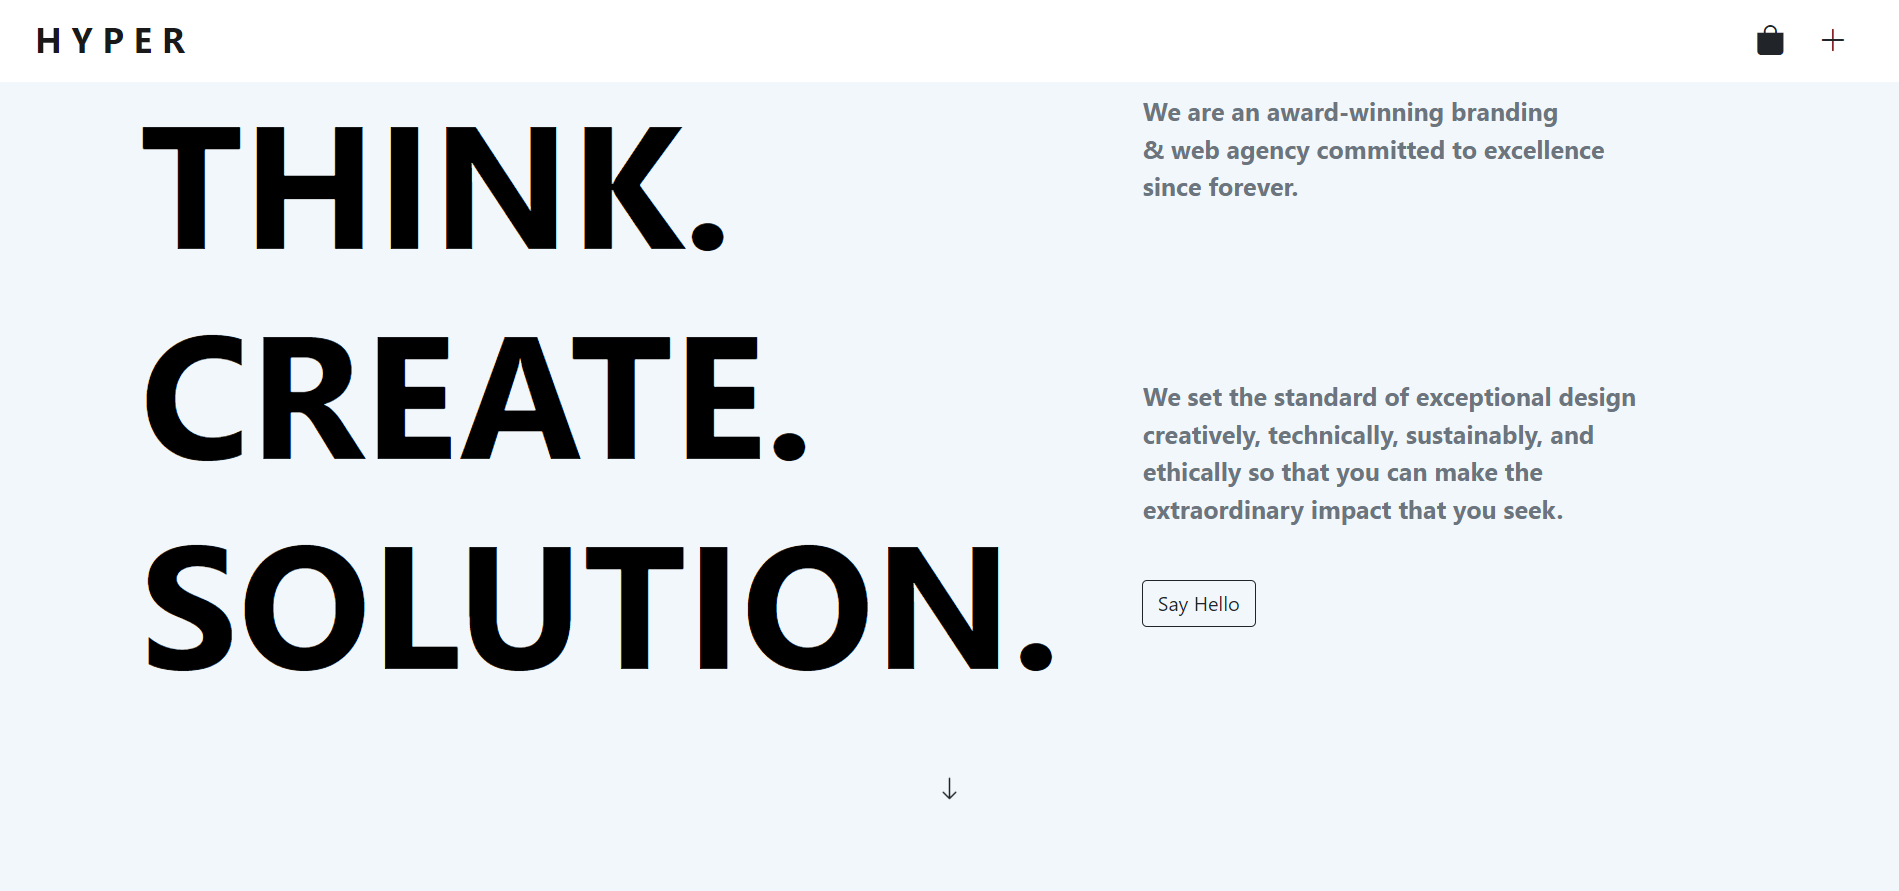 HYPER
THINK.
CREATE.
SOLUTION.
We are an award-winning branding
& web agency committed to excellence
since forever.
We set the standard of exceptional design
creatively, technically, sustainably, and
ethically so that you can make the
extraordinary impact that you seek.
Say Hello